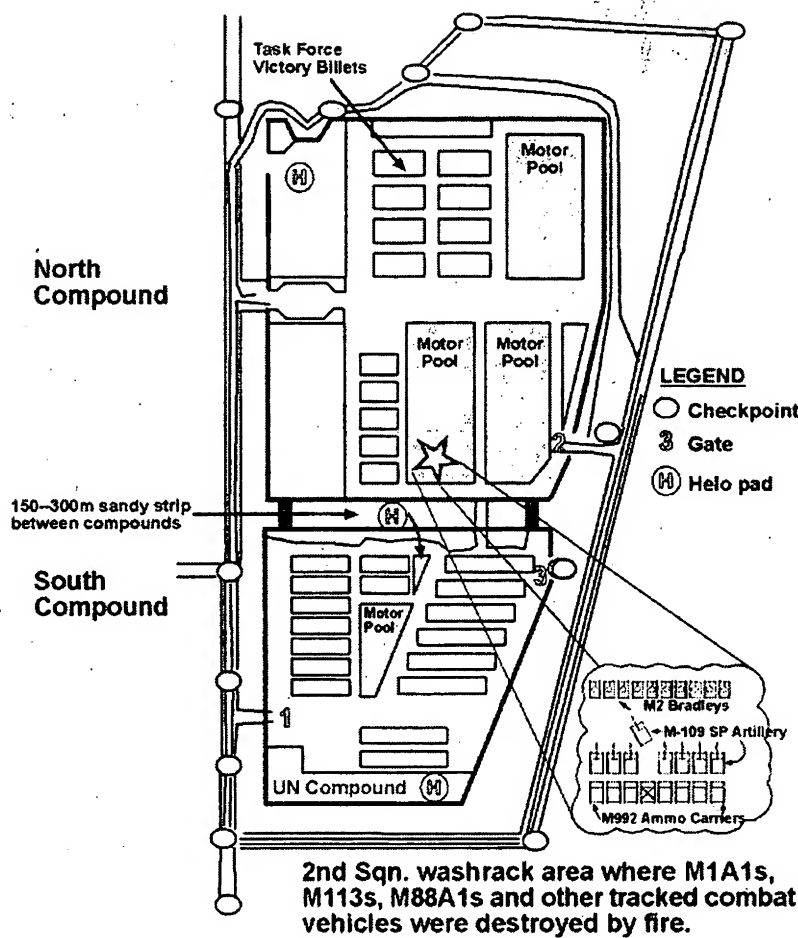 Task Force
Victory Billets
Motor
Pool
H
North
Compound
Motor
Pool
Motor
Pool
LEGEND
Checkpoint
3 Gate
H Helo pad
2
150–300m sandy strip
between compounds
H
South
Compound
3
Motor
Pool
1
M2 Bradleys
M-109 SP Artillery
M992 Ammo Carriers
UN Compound H
2nd Sqn. washrack area where M1A1s,
M113s, M88A1s and other tracked combat
vehicles were destroyed by fire.